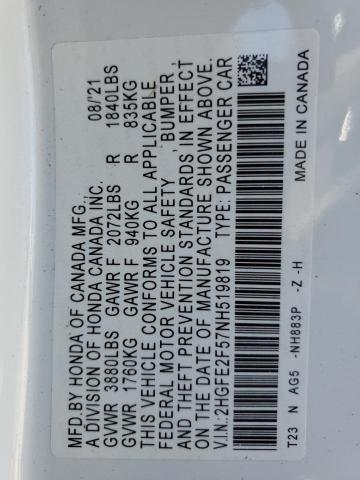 MFD.BY HONDA OF CANADA MFG.,
A DIVISION OF HONDA CANADA INC. 08/21
GVWR 3880LBS GAWR F 2072LBS R 1840LBS
GVWR 1760KG GAWR F 940KG R 835KG
THIS VEHICLE CONFORMS TO ALL APPLICABLE
FEDERAL MOTOR VEHICLE SAFETY, BUMPER,
AND THEFT PREVENTION STANDARDS IN EFFECT
ON THE DATE OF MANUFACTURE SHOWN ABOVE.
V.I.N.:2HGFE2F57NH519819 TYPE: PASSENGER CAR
T23 N AG5 -NH883P -Z -H MADE IN CANADA